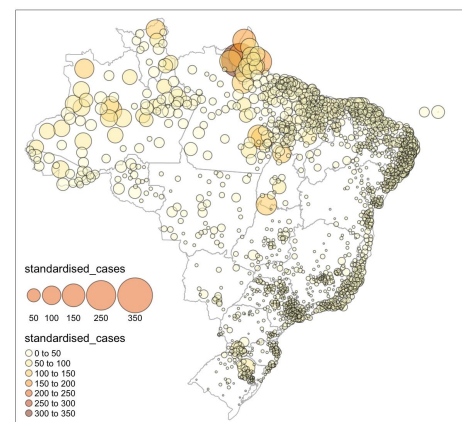 standardised_cases
50 100 150 250 350
standardised_cases
0 to 50
50 to 100
100 to 150
150 to 200
200 to 250
250 to 300
300 to 350